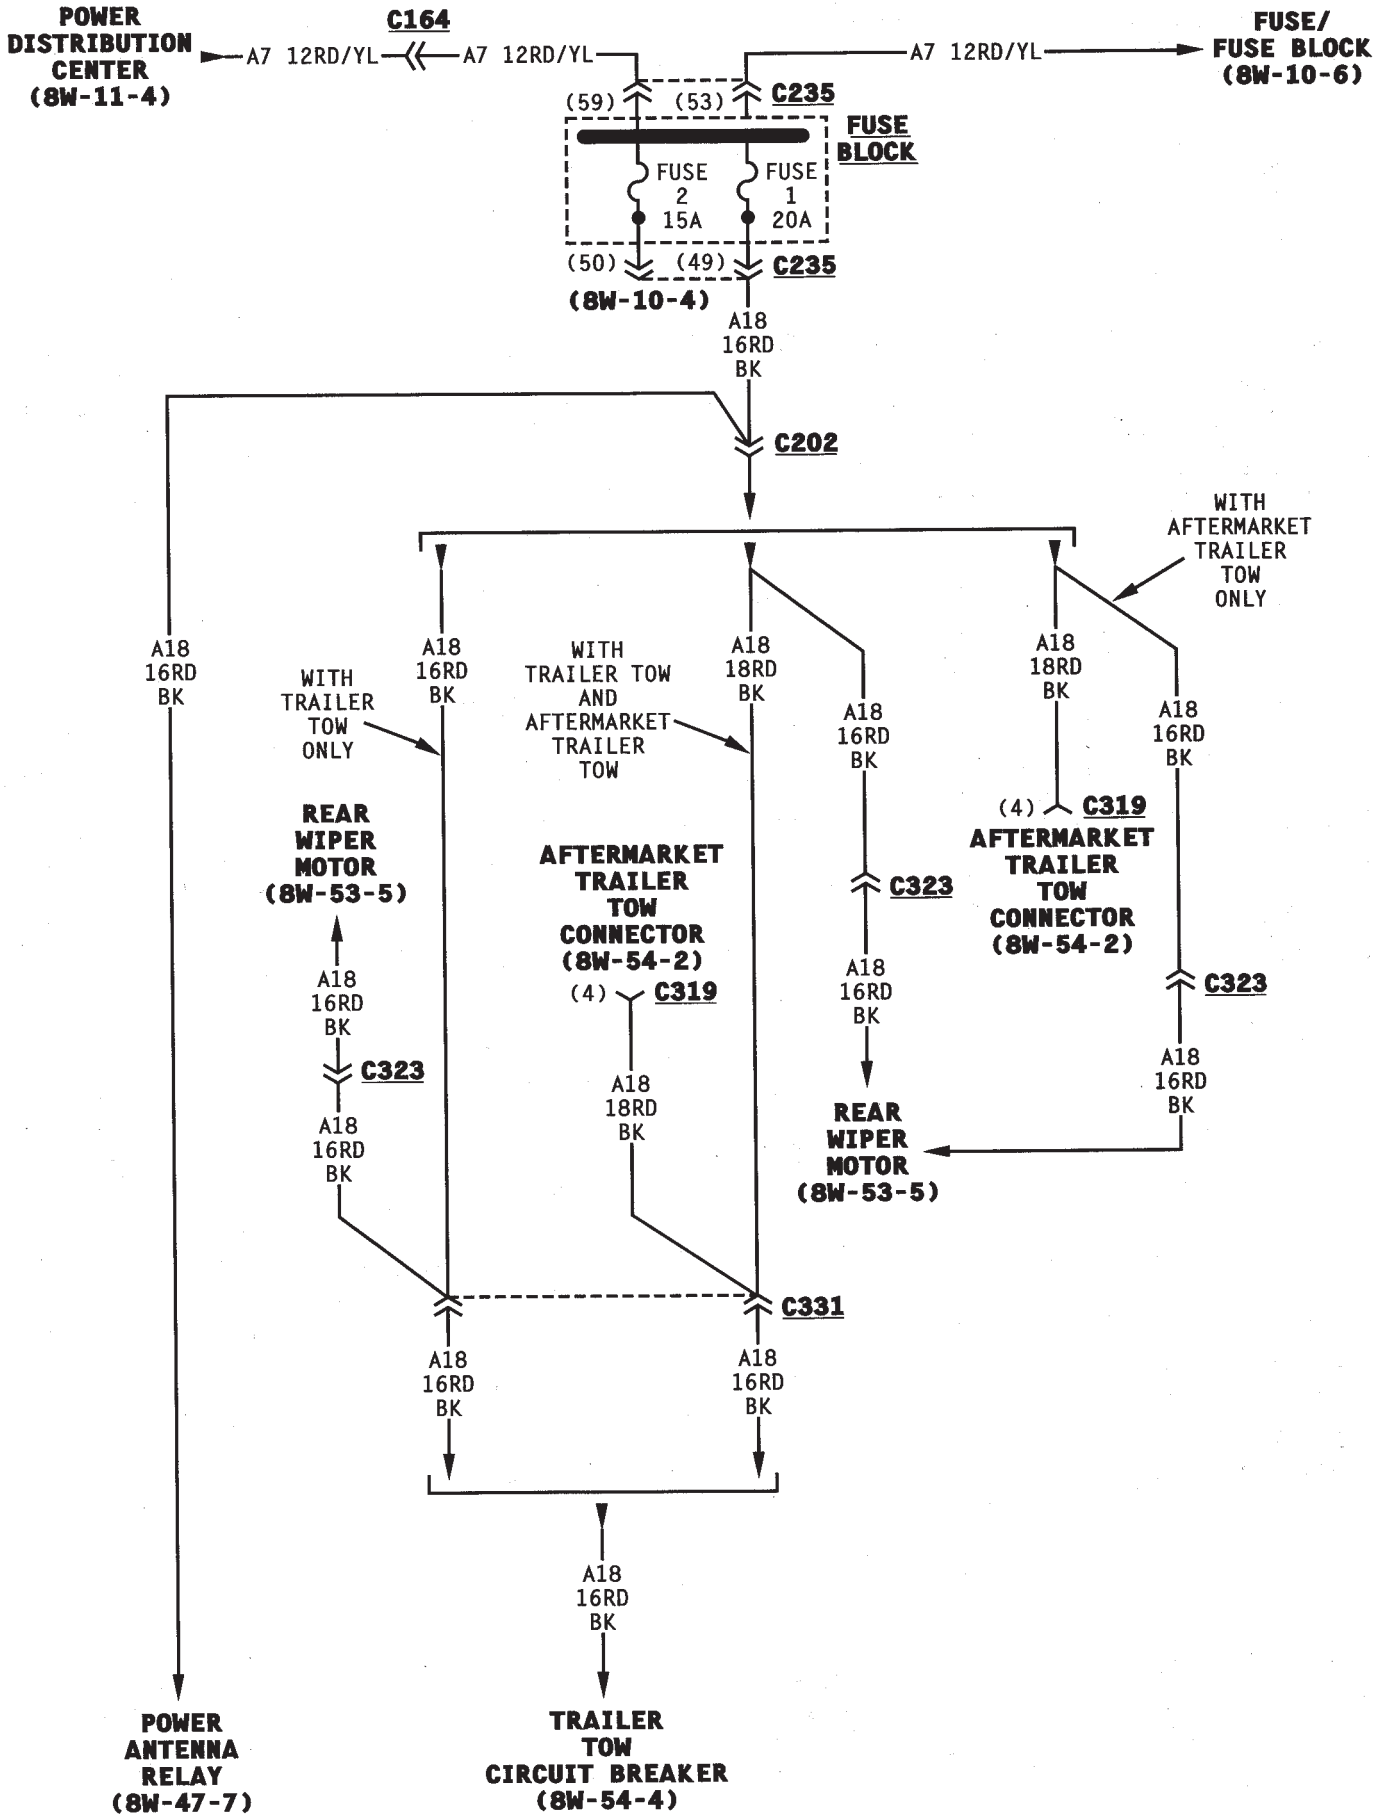 POWER
DISTRIBUTION
CENTER
(8W-11-4)
A7 12RD/YL
C164
A7 12RD/YL
A7 12RD/YL
FUSE/
FUSE BLOCK
(8W-10-6)
(59)
(53)
C235
FUSE
BLOCK
FUSE
2
15A
FUSE
1
20A
(50)
(49)
C235
(8W-10-4)
A18
16RD
BK
C202
WITH
AFTERMARKET
TRAILER
TOW
ONLY
A18
16RD
BK
WITH
TRAILER
TOW
ONLY
A18
16RD
BK
WITH
TRAILER TOW
AND
AFTERMARKET
TRAILER
TOW
A18
18RD
BK
A18
16RD
BK
A18
18RD
BK
A18
16RD
BK
(4)
C319
AFTERMARKET
TRAILER
TOW
CONNECTOR
(8W-54-2)
REAR
WIPER
MOTOR
(8W-53-5)
AFTERMARKET
TRAILER
TOW
CONNECTOR
(8W-54-2)
(4)
C319
C323
C323
A18
16RD
BK
A18
16RD
BK
C323
A18
16RD
BK
A18
18RD
BK
A18
16RD
BK
REAR
WIPER
MOTOR
(8W-53-5)
C331
A18
16RD
BK
A18
16RD
BK
A18
16RD
BK
POWER
ANTENNA
RELAY
(8W-47-7)
TRAILER
TOW
CIRCUIT BREAKER
(8W-54-4)